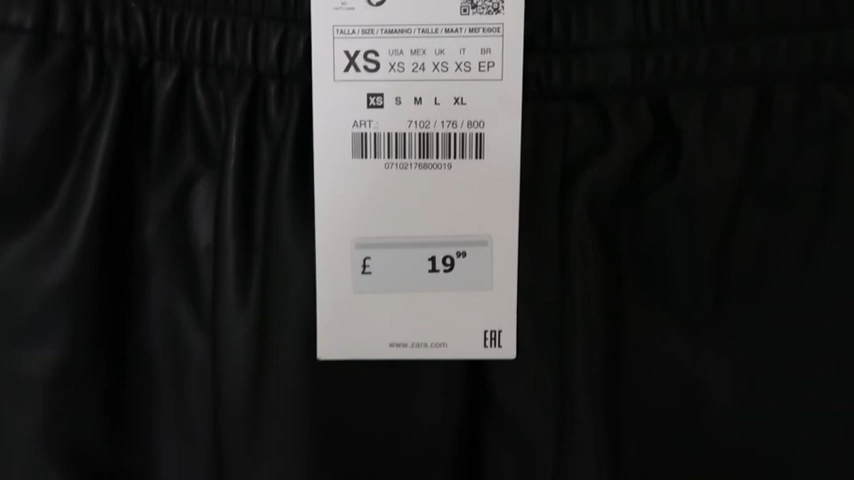 TALLA / SIZE / TAMANHO / TAILLE / MAAT / ΜΕΓΕΘΟΣ
XS
USA MEX UK IT BR
XS 24 XS XS EP
XS S M L XL
ART.: 7102 / 176 / 800
07102176800019
£ 19⁹⁹
www.zara.com
EAC